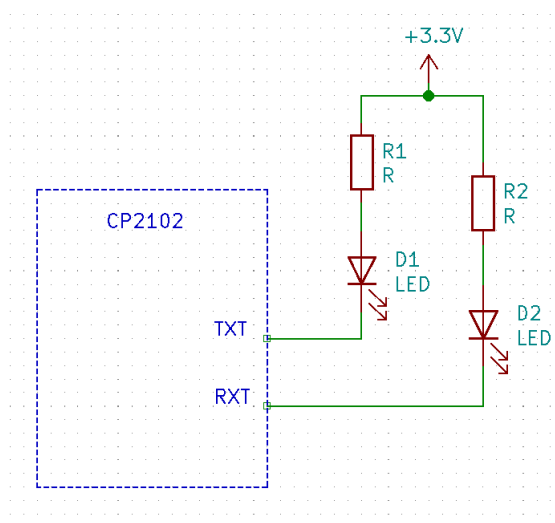 +3.3V
R1
R
R2
R
CP2102
D1
LED
D2
LED
TXT
RXT